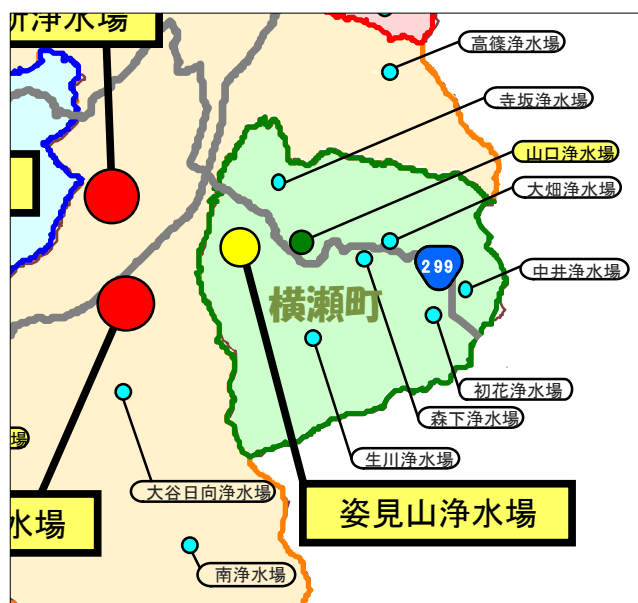 浄水場
高篠浄水場
寺坂浄水場
山口浄水場
大畑浄水場
299
中井浄水場
横瀬町
初花浄水場
森下浄水場
生川浄水場
場
大谷日向浄水場
水場
姿見山浄水場
南浄水場